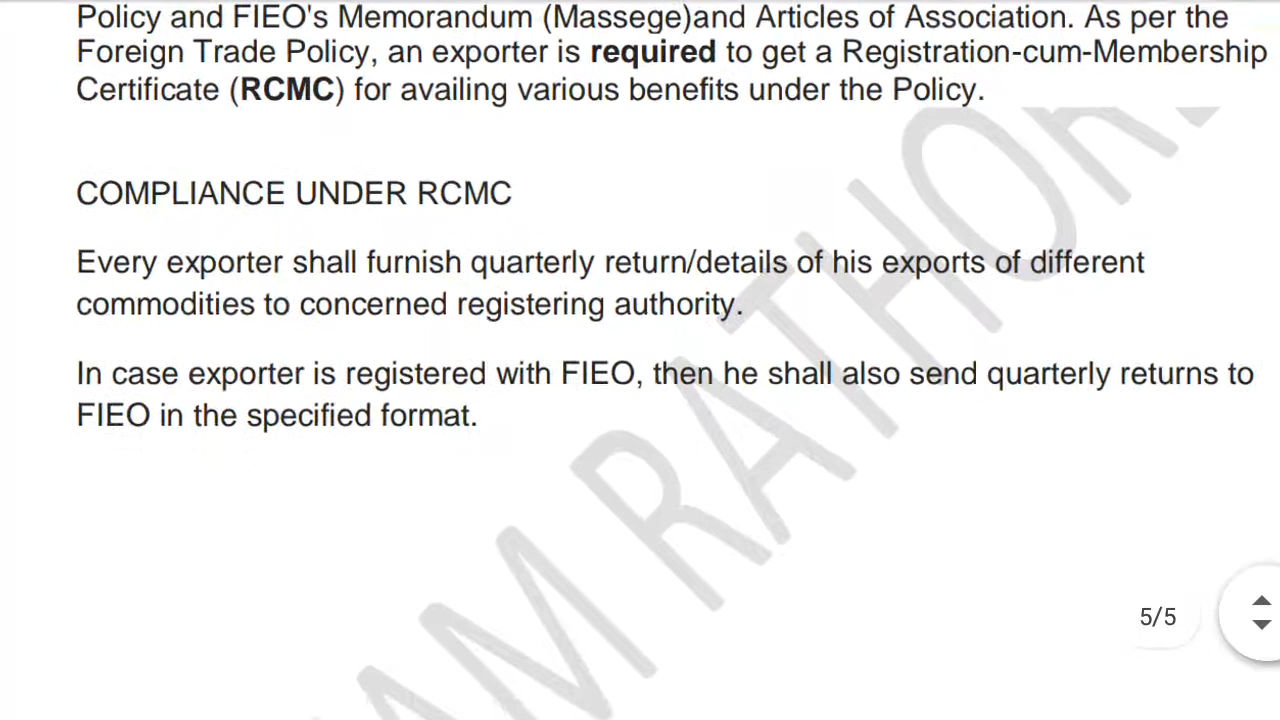 Policy and FIEO's Memorandum (Massege)and Articles of Association. As per the
Foreign Trade Policy, an exporter is required to get a Registration-cum-Membership
Certificate (RCMC) for availing various benefits under the Policy.
COMPLIANCE UNDER RCMC
Every exporter shall furnish quarterly return/details of his exports of different
commodities to concerned registering authority.
In case exporter is registered with FIEO, then he shall also send quarterly returns to
FIEO in the specified format.
5/5